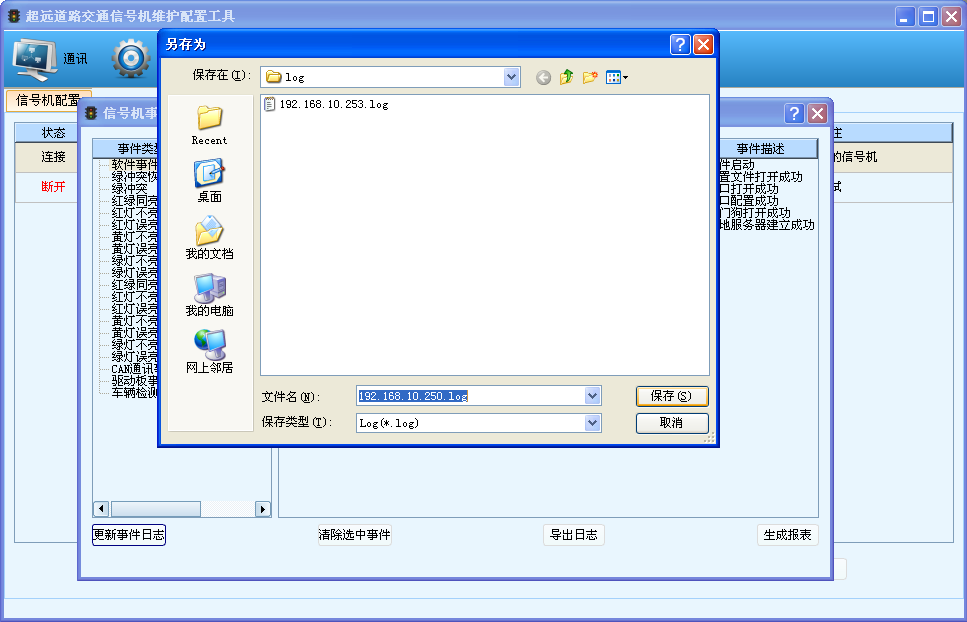 超远道路交通信号机维护配置工具
通讯
信号机配置
状态
连接
断开
信号机事
事件类型
软件事件
绿冲突恢
绿冲突
红绿同亮
红灯不亮
红灯误亮
黄灯不亮
黄灯误亮
绿灯不亮
绿灯误亮
红绿同亮
红灯不亮
红灯误亮
黄灯不亮
黄灯误亮
绿灯不亮
绿灯误亮
CAN通讯事
驱动板事
车辆检测
更新事件日志
清除选中事件
导出日志
生成报表
事件描述
件启动
置文件打开成功
口打开成功
口配置成功
门狗打开成功
地服务器建立成功
注
的信号机
试
另存为
保存在(I):
log
192.168.10.253.log
Recent
桌面
我的文档
我的电脑
网上邻居
文件名(N):
192.168.10.250.log
保存(S)
保存类型(T):
Log(*.log)
取消